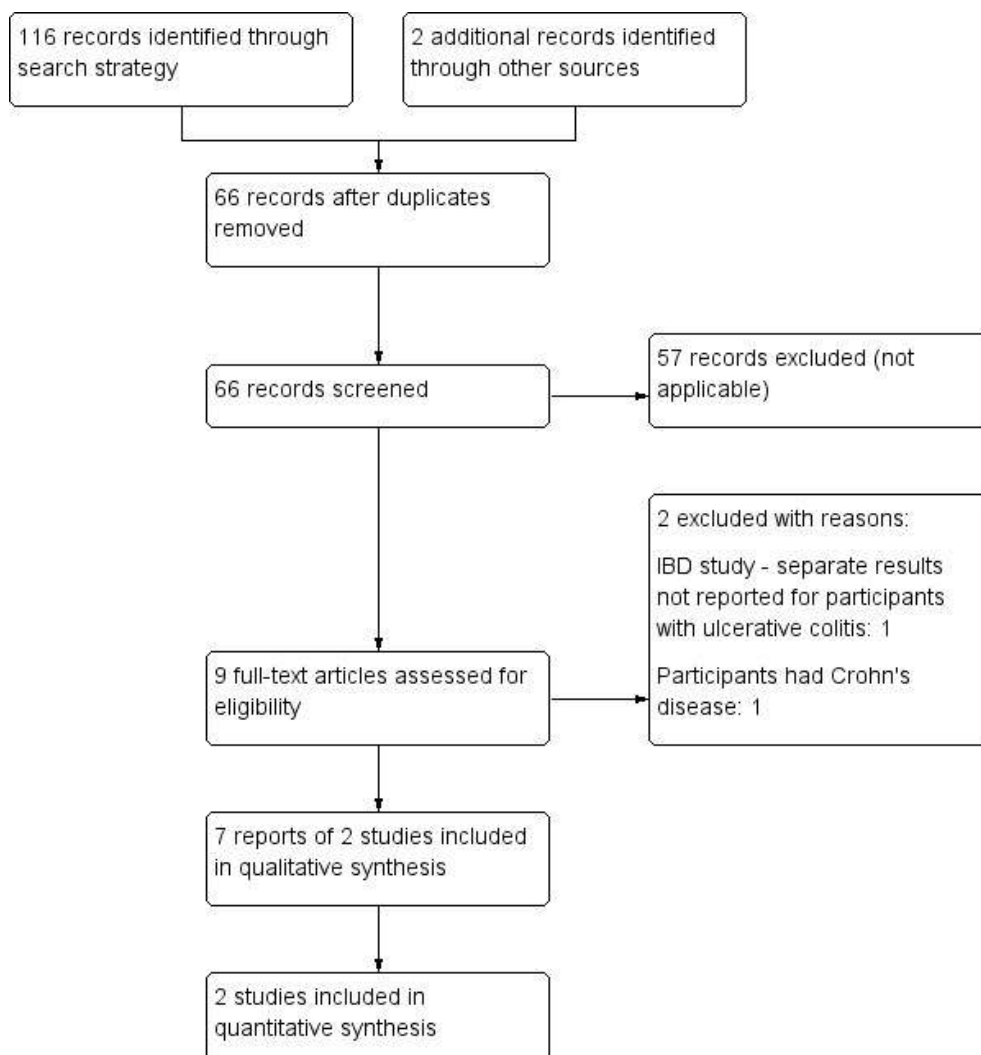 116 records identified through
search strategy
2 additional records identified
through other sources
66 records after duplicates
removed
66 records screened
57 records excluded (not
applicable)
9 full-text articles assessed for
eligibility
2 excluded with reasons:
IBD study - separate results
not reported for participants
with ulcerative colitis: 1
Participants had Crohn's
disease: 1
7 reports of 2 studies included
in qualitative synthesis
2 studies included in
quantitative synthesis